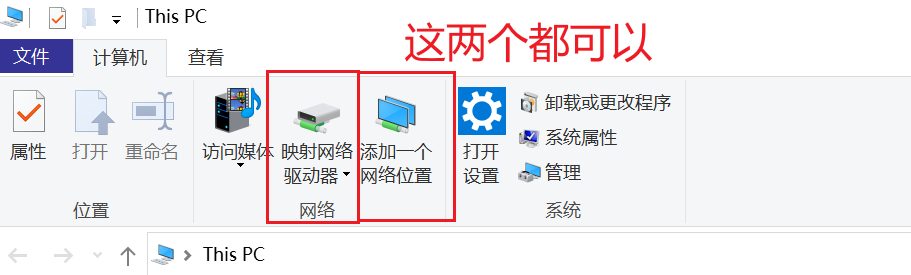 This PC
这两个都可以
文件
计算机
查看
属性
打开
重命名
位置
访问媒体
映射网络
驱动器
添加一个
网络位置
网络
打开
设置
卸载或更改程序
系统属性
管理
系统
This PC